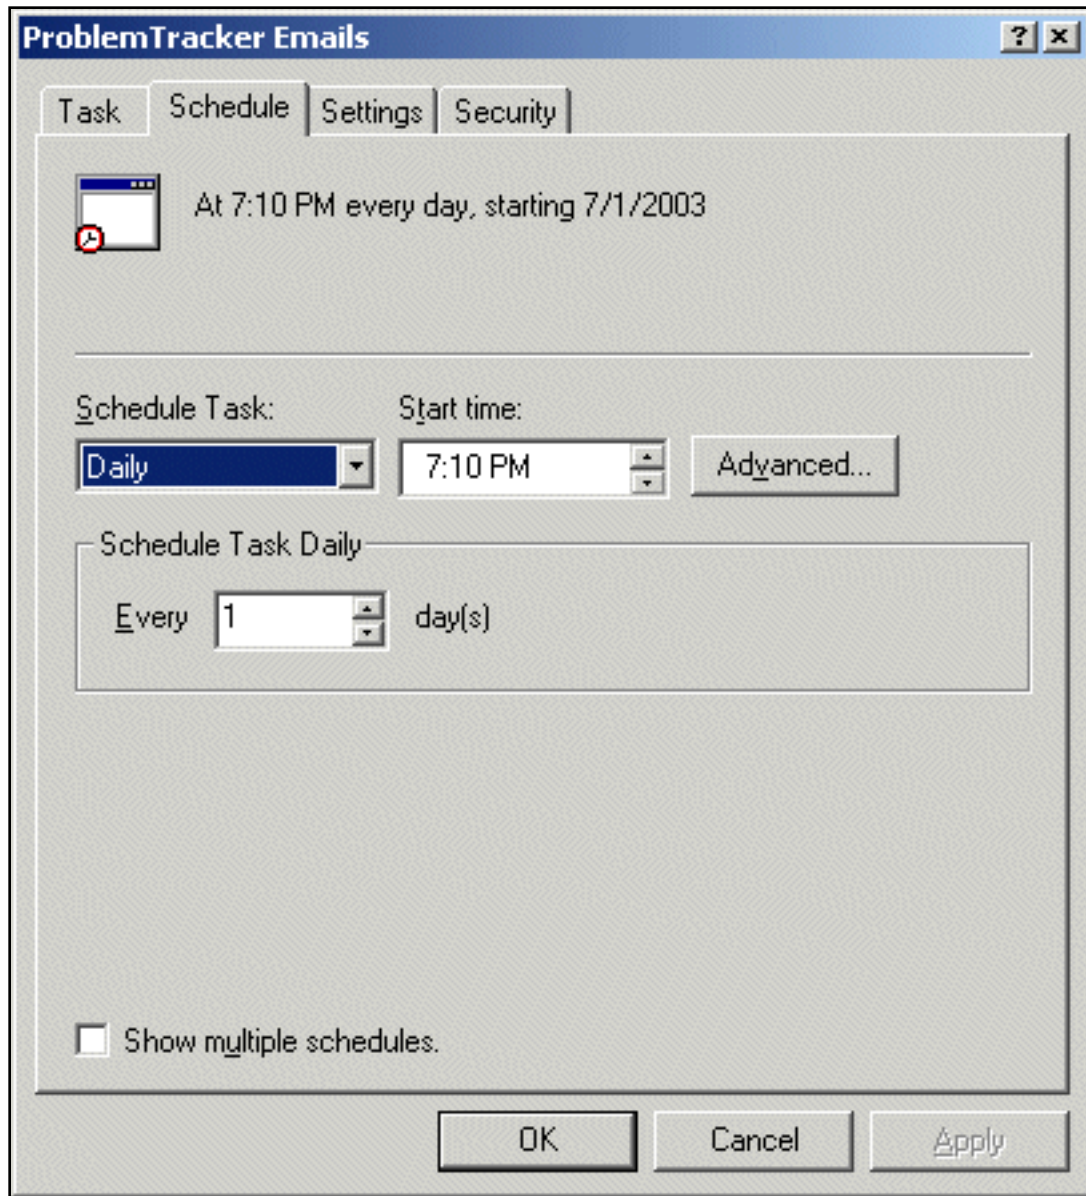 ProblemTracker Emails
Task Schedule Settings Security
At 7:10 PM every day, starting 7/1/2003
Schedule Task: Start time:
Daily 7:10 PM Advanced...
Schedule Task Daily
Every 1 day(s)
Show multiple schedules.
OK Cancel Apply